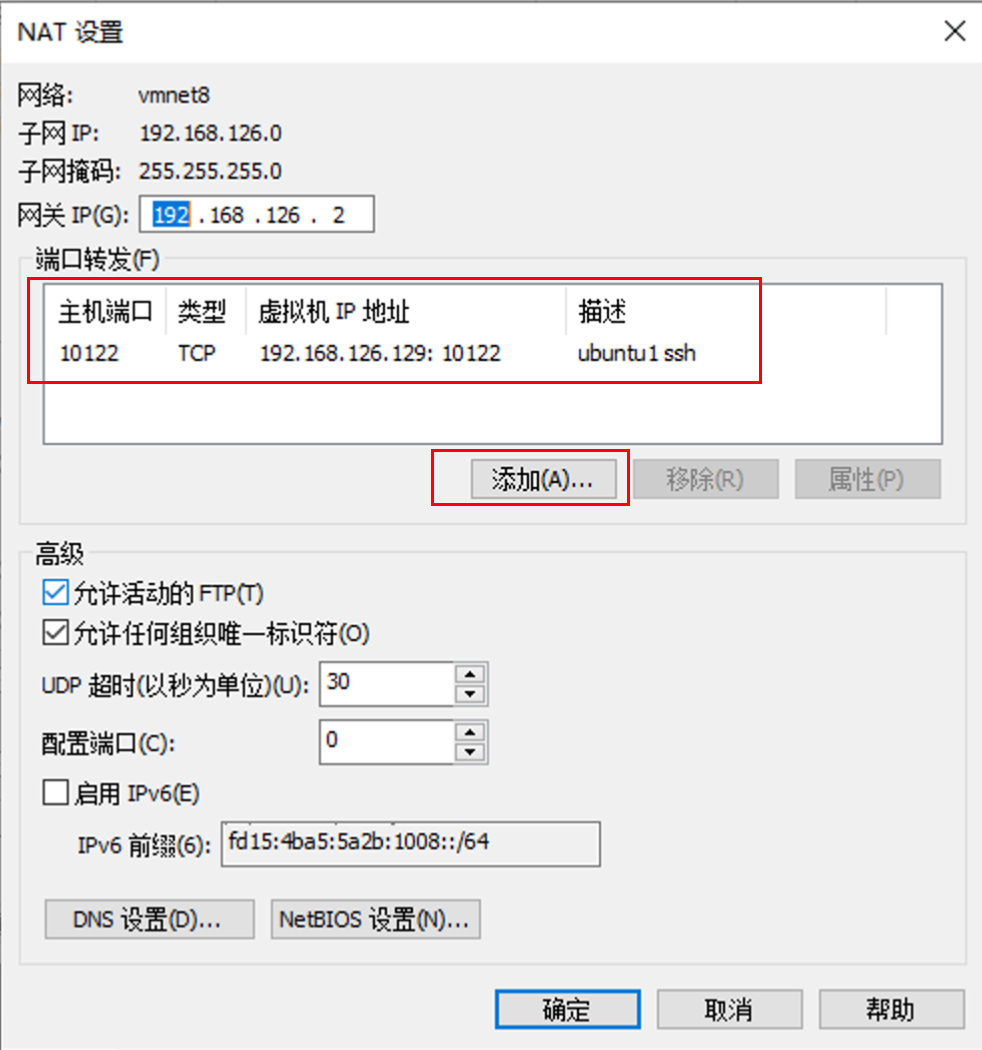 NAT 设置
网络: vmnet8
子网 IP: 192.168.126.0
子网掩码: 255.255.255.0
网关 IP(G): 192 . 168 . 126 . 2
端口转发(F)
主机端口 类型 虚拟机 IP 地址 描述
10122 TCP 192.168.126.129: 10122 ubuntu1 ssh
添加(A)... 移除(R) 属性(P)
高级
允许活动的 FTP(T)
允许任何组织唯一标识符(O)
UDP 超时(以秒为单位)(U): 30
配置端口(C): 0
启用 IPv6(E)
IPv6 前缀(6): fd15:4ba5:5a2b:1008::/64
DNS 设置(D)... NetBIOS 设置(N)...
确定 取消 帮助